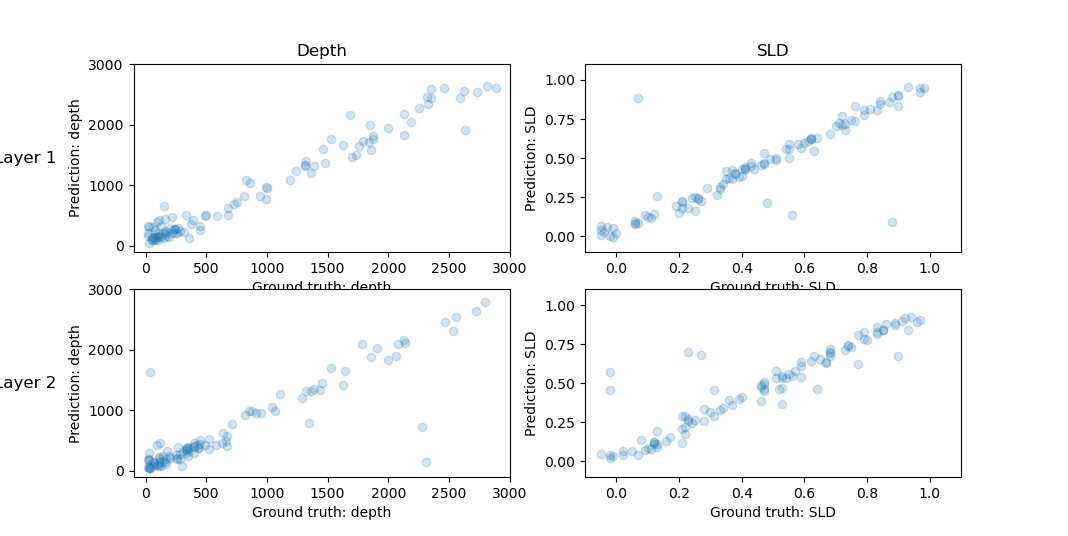 Depth
SLD
Layer 1
Prediction: depth
3000
2000
1000
0
0 500 1000 1500 2000 2500 3000
Ground truth: depth
Prediction: SLD
1.00
0.75
0.50
0.25
0.00
0.0 0.2 0.4 0.6 0.8 1.0
Ground truth: SLD
Layer 2
Prediction: depth
3000
2000
1000
0
0 500 1000 1500 2000 2500 3000
Ground truth: depth
Prediction: SLD
1.00
0.75
0.50
0.25
0.00
0.0 0.2 0.4 0.6 0.8 1.0
Ground truth: SLD